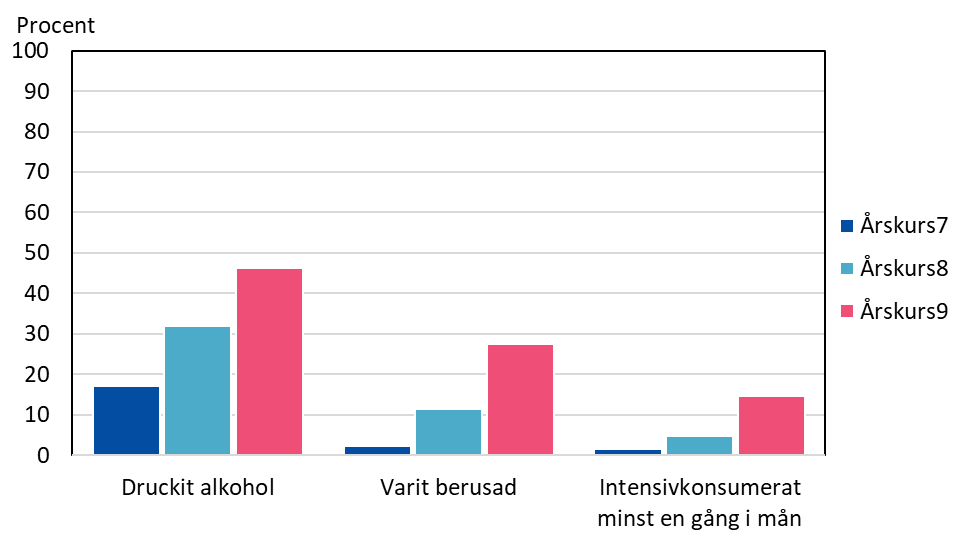 Procent
100
90
80
70
60
50
40
30
20
10
0
Druckit alkohol
Varit berusad
Intensivkonsumerat
minst en gång i mån
Årskurs7
Årskurs8
Årskurs9